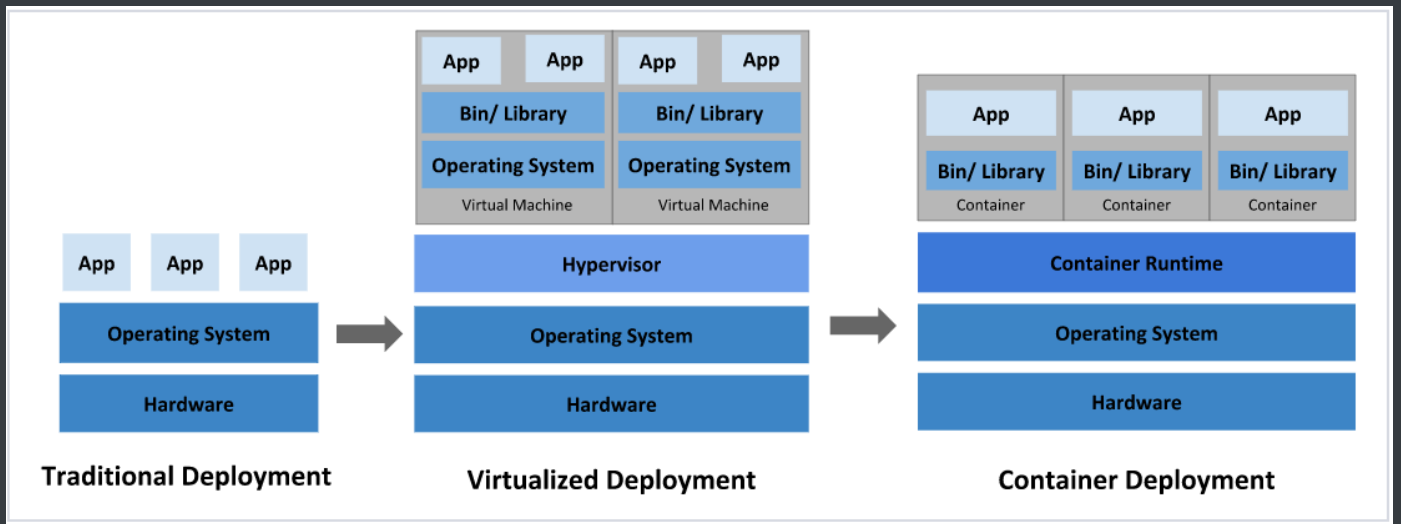 App App App
Operating System
Hardware
Traditional Deployment
App App App App
Bin/ Library Bin/ Library
Operating System Operating System
Virtual Machine Virtual Machine
Hypervisor
Operating System
Hardware
Virtualized Deployment
App App App
Bin/ Library Bin/ Library Bin/ Library
Container Container Container
Container Runtime
Operating System
Hardware
Container Deployment